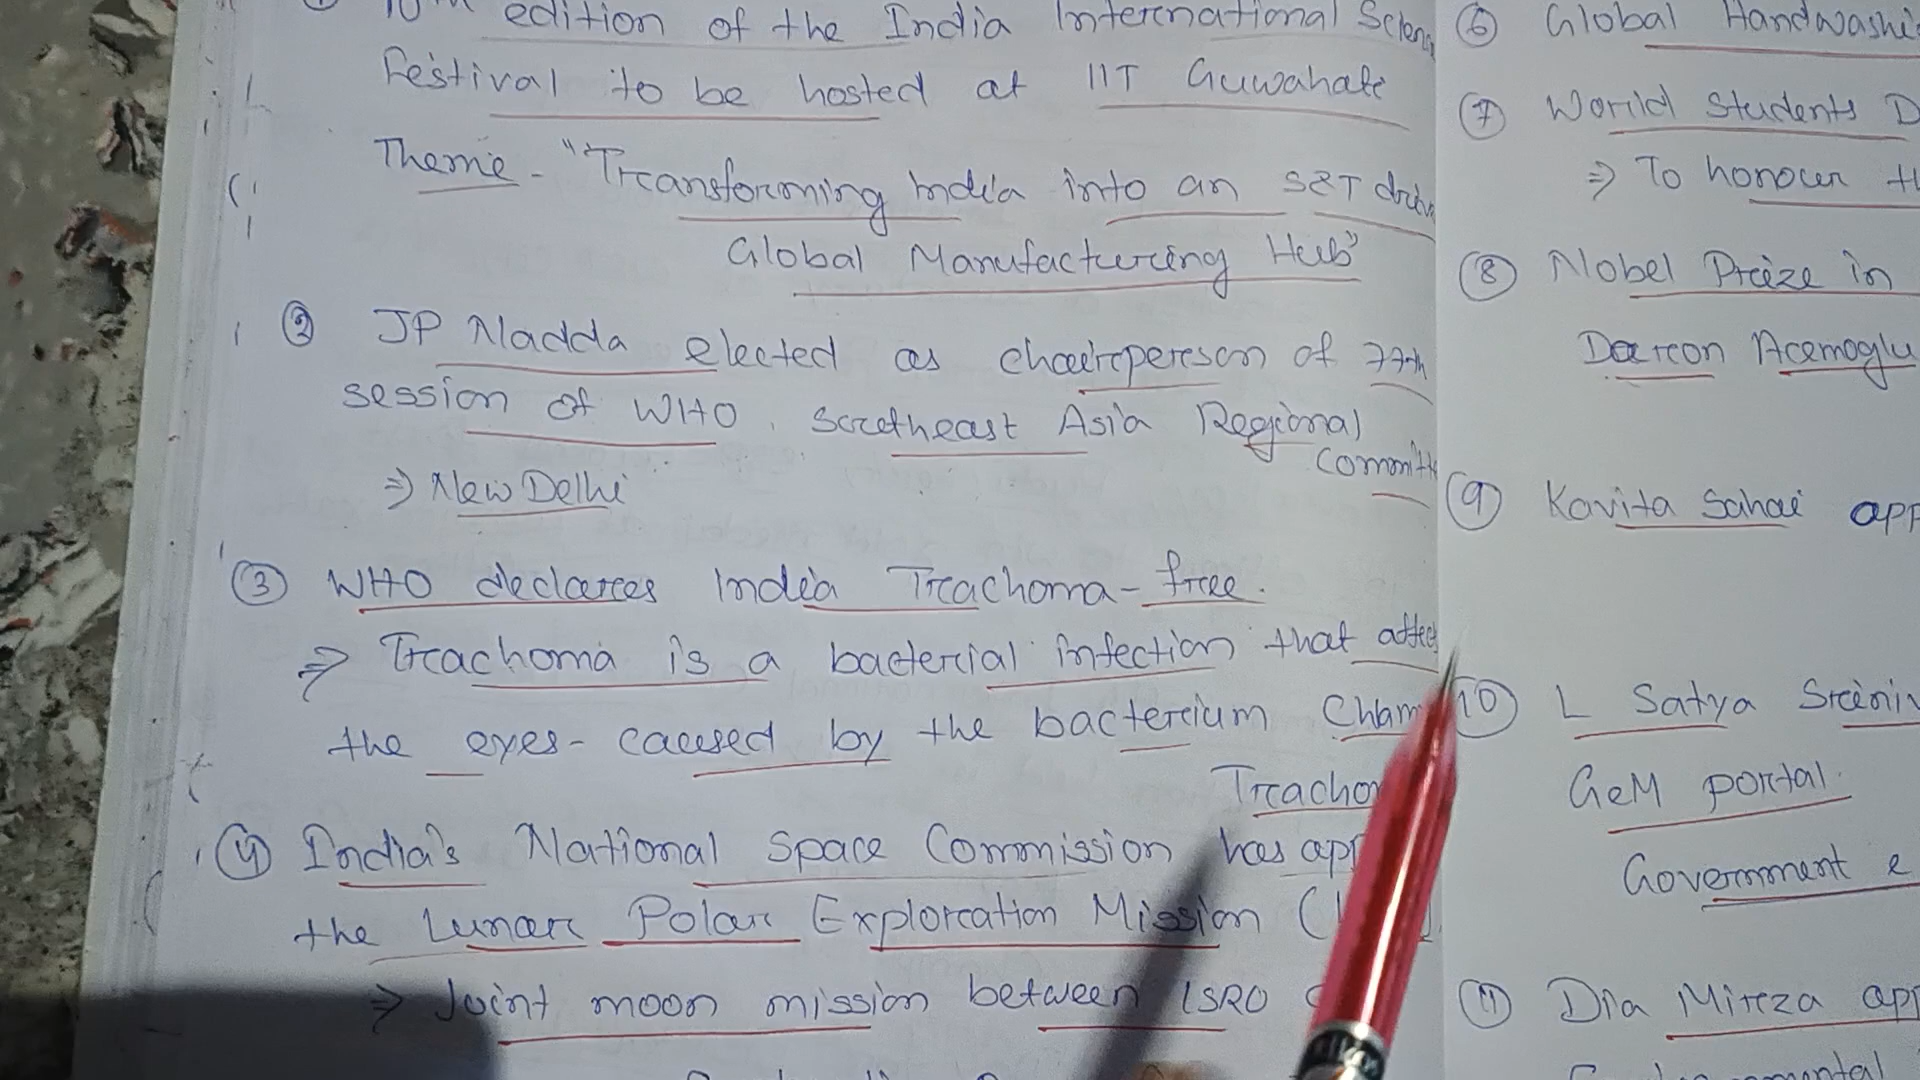 10th edition of the India International Scien
Festival to be hosted at IIT Guwahati
Theme - "Transforming India into an S&T driv
Global Manufacturing Hub"
② JP Nadda elected as chairperson of 77th
session of WHO. Southeast Asia Regional
Committe
⇒ New Delhi
③ WHO declares India Trachoma-free.
⇒ Trachoma is a bacterial infection that affec
the eyes - caused by the bacterium Chlam
Tracho
④ India's National Space Commission has app
the Lunar Polar Exploration Mission (
⇒ Joint moon mission between ISRO
⑥ Global Handwashi
⑦ World Students D
⇒ To honour th
⑧ Nobel Prize in
Daron Acemoglu
⑨ Kavita Sahai app
⑩ L Satya Sriniv
GeM portal.
Government e
⑪ Dia Mirza app